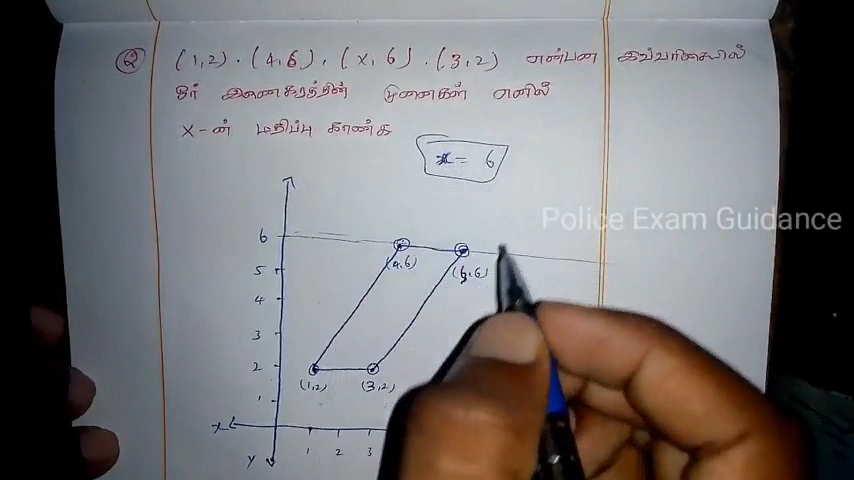 Q (1,2) . (4,6) , (x,6) . (3,2) என்பன இவ்வரிசையில்
ஓர் இணைகரத்தின் முனைகள் எனில்
x-ன் மதிப்பு காண்க
x = 6
Police Exam Guidance
6
(4,6) (6,6)
5
4
3
2
(1,2) (3,2)
1
x
1 2 3
y